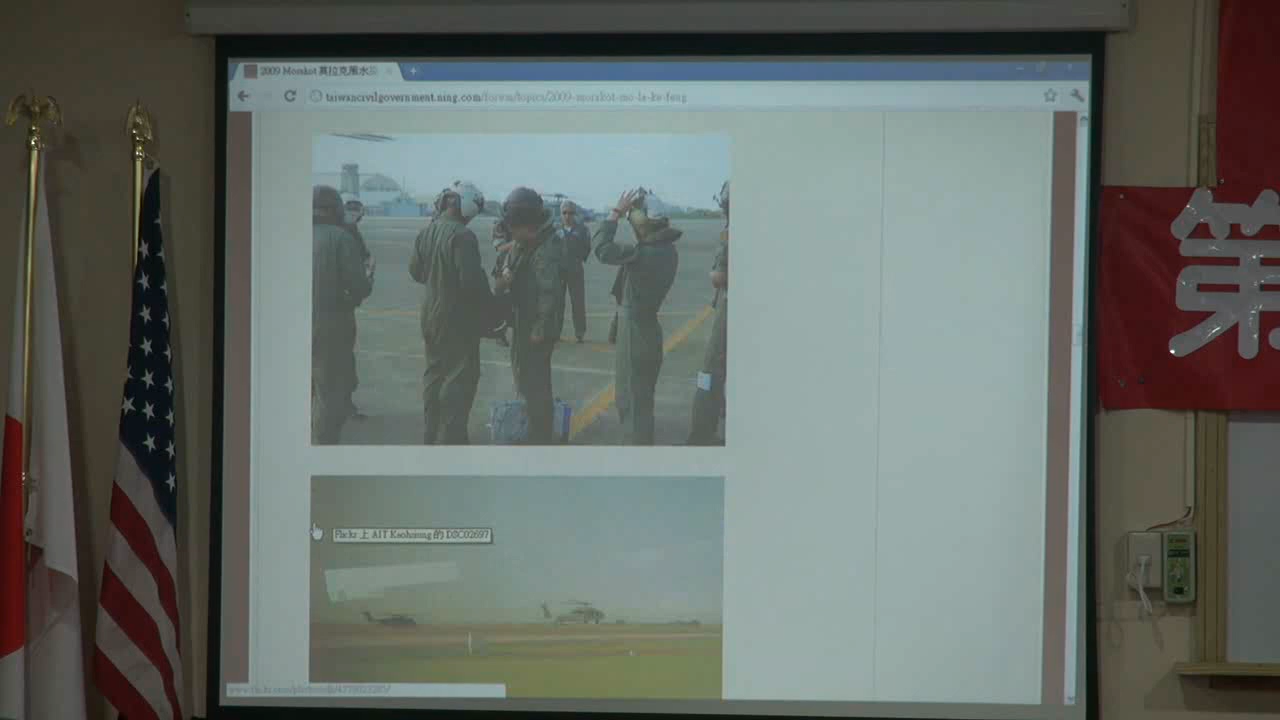 2009 Morakot 莫拉克風水災
taiwancivilgovernment.ning.com/forum/topics/2009-morakot-mo-la-ke-feng
第
Flickr 上 AIT Kaohsiung 的 DSC02697